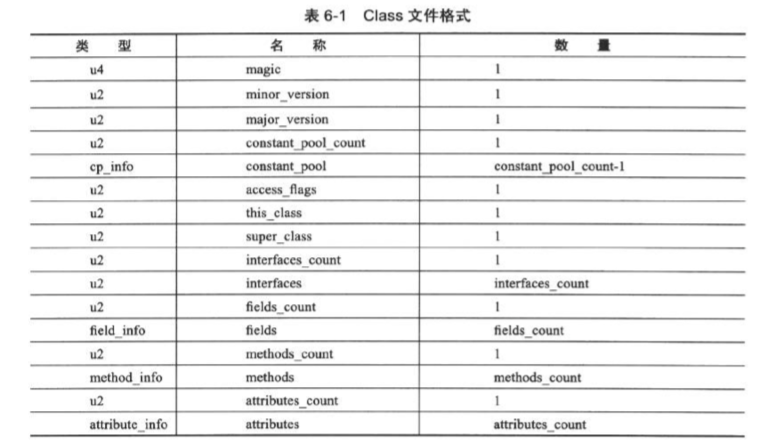 表 6-1 Class 文件格式
类 型 名 称 数 量
u4 magic 1
u2 minor_version 1
u2 major_version 1
u2 constant_pool_count 1
cp_info constant_pool constant_pool_count-1
u2 access_flags 1
u2 this_class 1
u2 super_class 1
u2 interfaces_count 1
u2 interfaces interfaces_count
u2 fields_count 1
field_info fields fields_count
u2 methods_count 1
method_info methods methods_count
u2 attributes_count 1
attribute_info attributes attributes_count